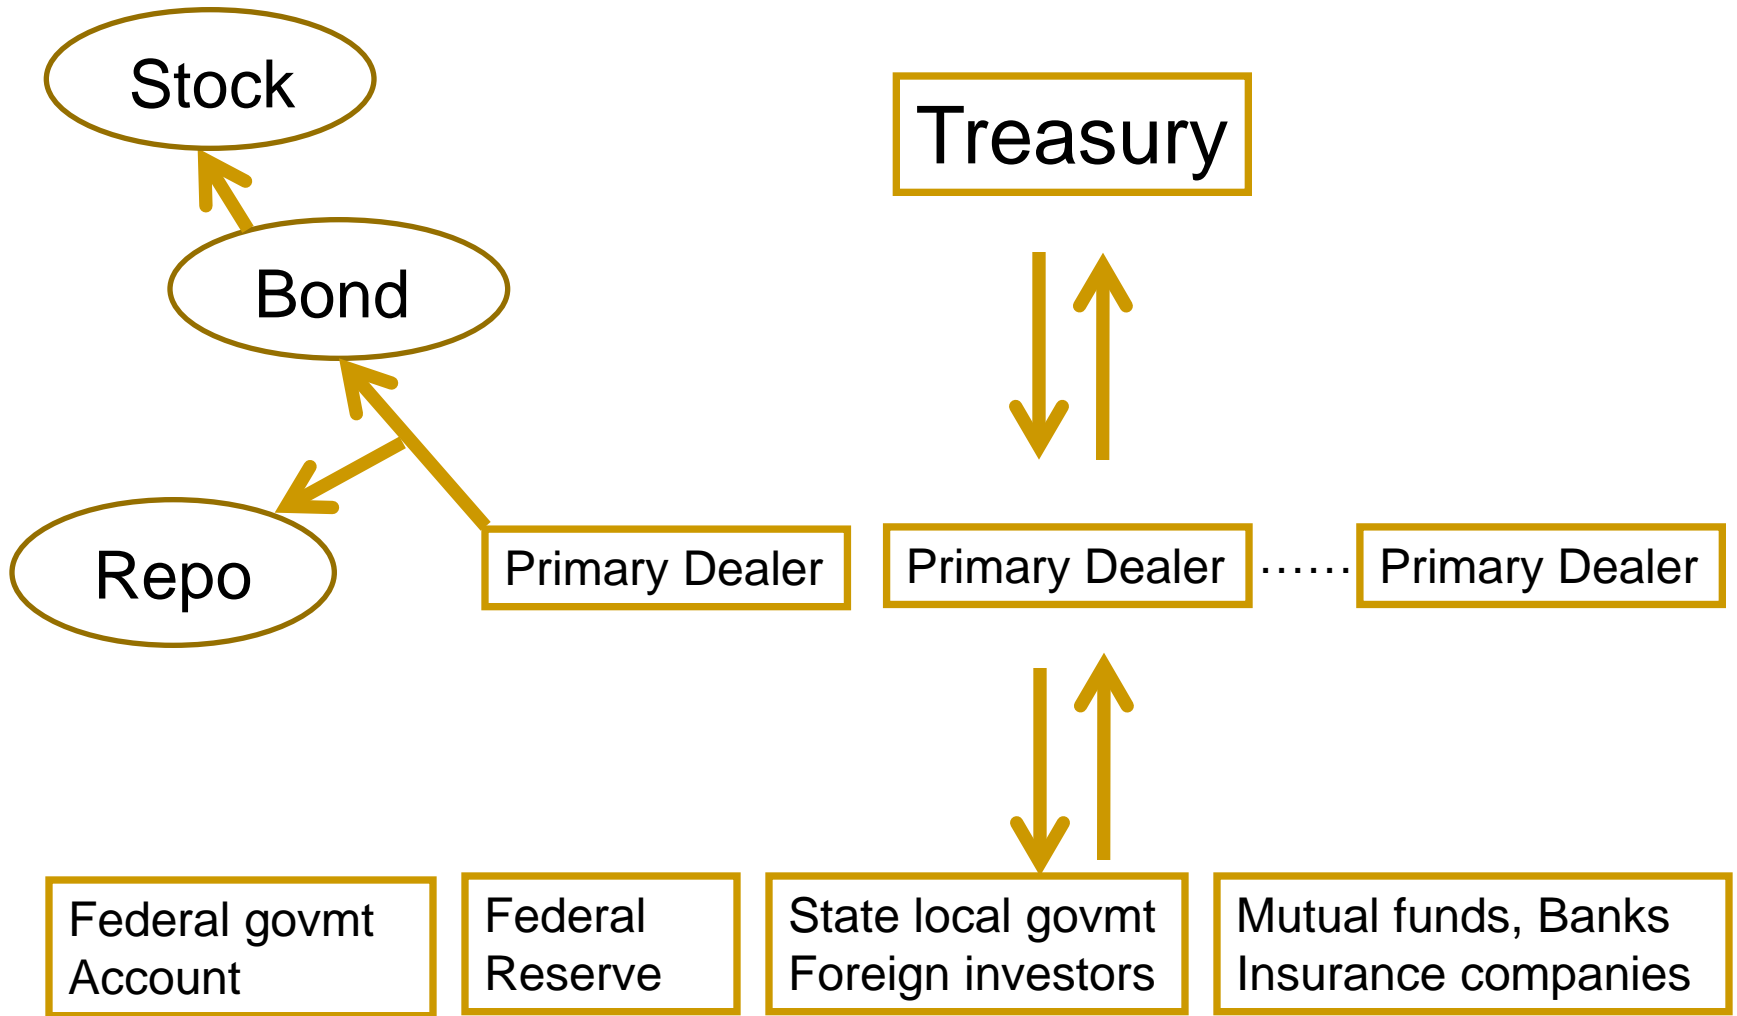 Stock
Treasury
Bond
Repo
Primary Dealer
Primary Dealer
......
Primary Dealer
Federal govmt
Account
Federal
Reserve
State local govmt
Foreign investors
Mutual funds, Banks
Insurance companies